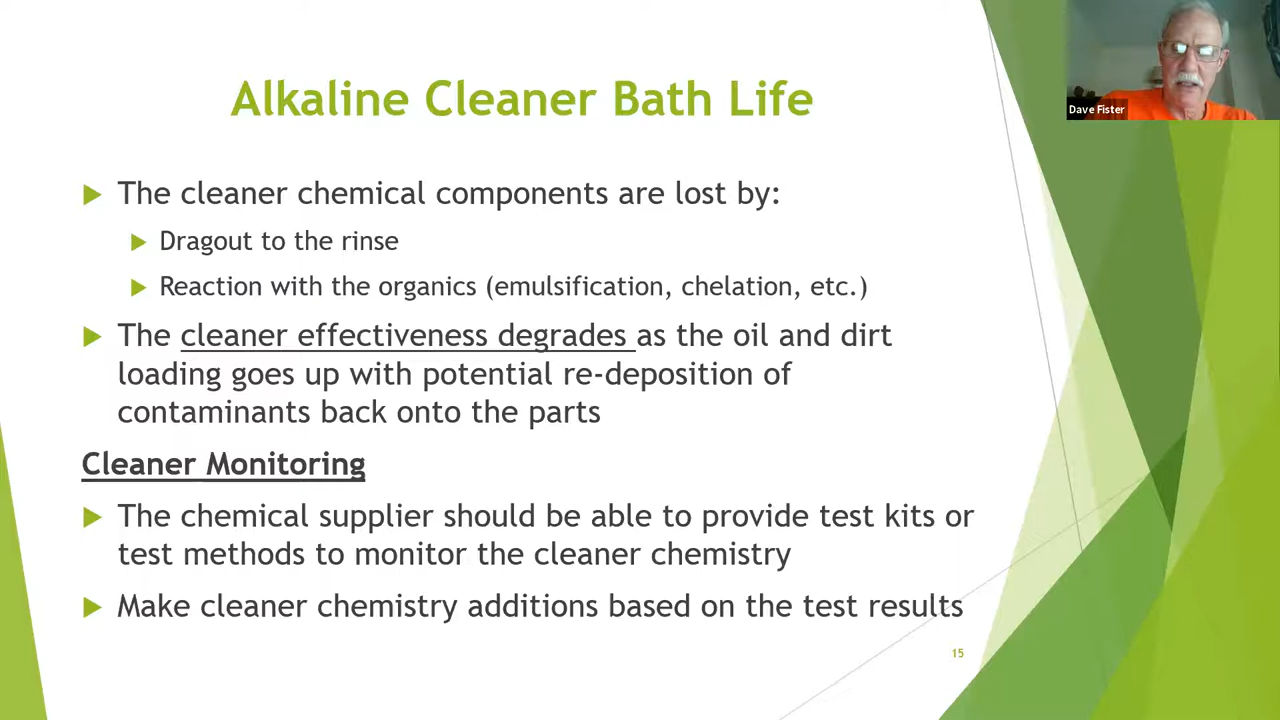 Alkaline Cleaner Bath Life
Dave Fister
The cleaner chemical components are lost by:
Dragout to the rinse
Reaction with the organics (emulsification, chelation, etc.)
The cleaner effectiveness degrades as the oil and dirt
loading goes up with potential re-deposition of
contaminants back onto the parts
Cleaner Monitoring
The chemical supplier should be able to provide test kits or
test methods to monitor the cleaner chemistry
Make cleaner chemistry additions based on the test results
15